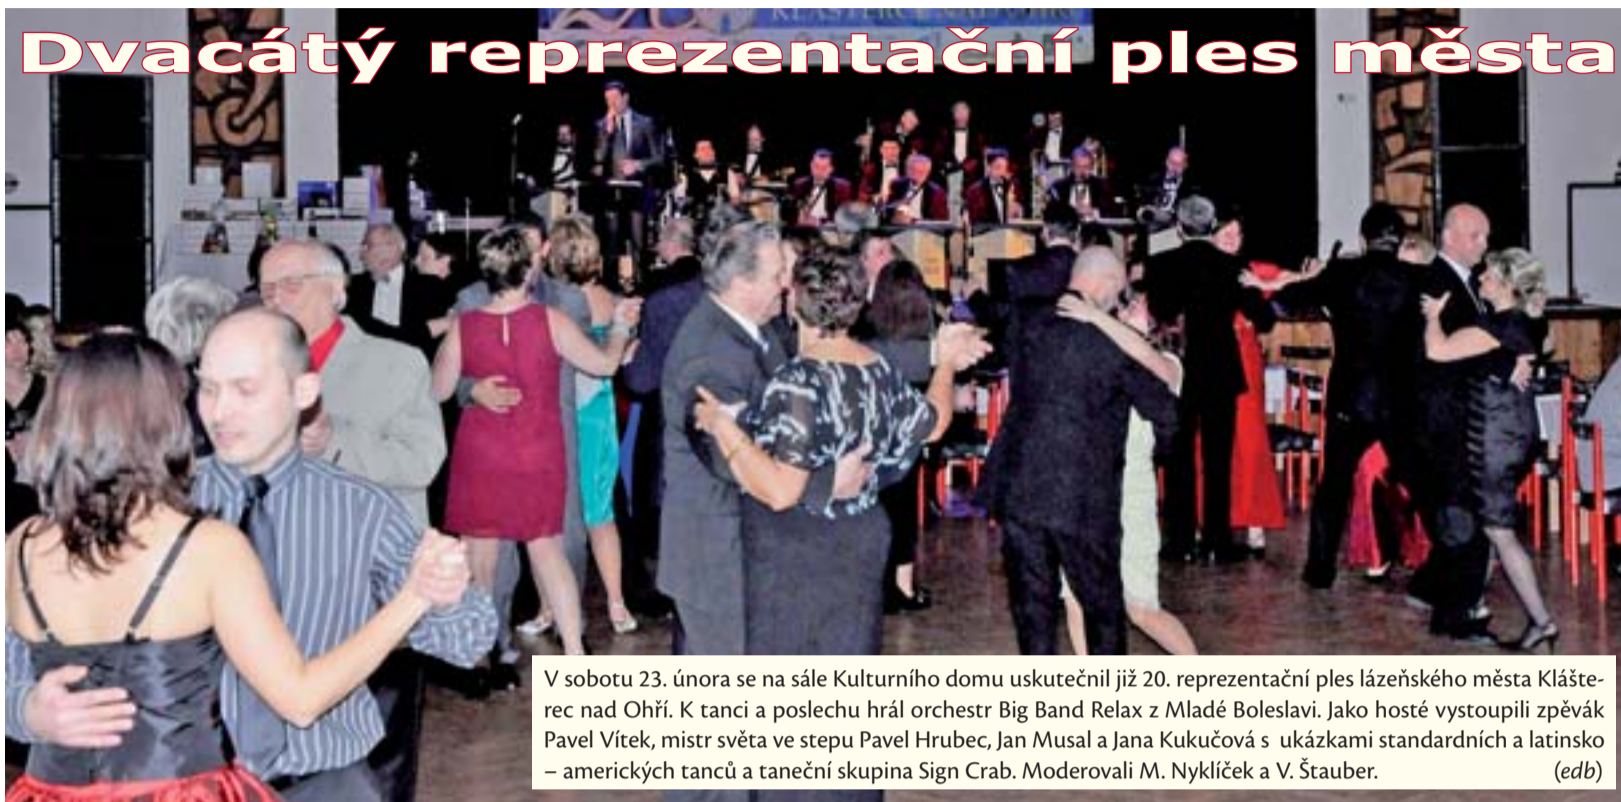 Dvacátý reprezentační ples města
V sobotu 23. února se na sále Kulturního domu uskutečnil již 20. reprezentační ples lázeňského města Klášte-
rec nad Ohří. K tanci a poslechu hrál orchestr Big Band Relax z Mladé Boleslavi. Jako hosté vystoupili zpěvák
Pavel Vítek, mistr světa ve stepu Pavel Hrubec, Jan Musal a Jana Kukučová s ukázkami standardních a latinsko
– amerických tanců a taneční skupina Sign Crab. Moderovali M. Nyklíček a V. Štauber. (edb)